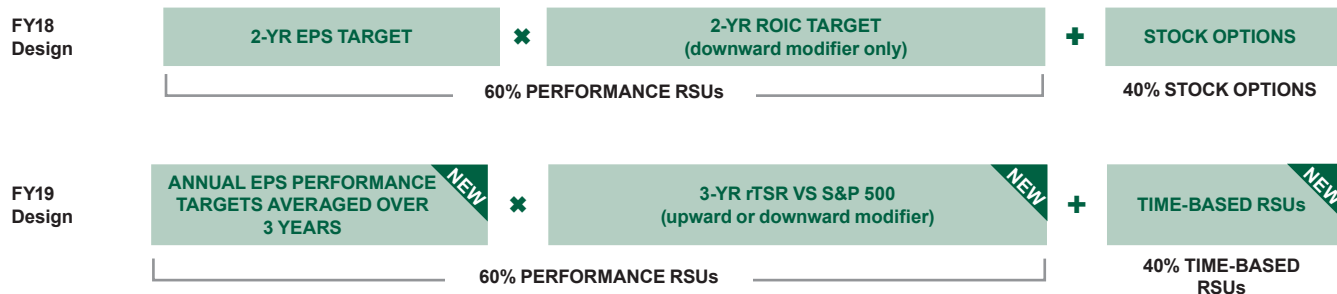 FY18
Design
2-YR EPS TARGET
✖
2-YR ROIC TARGET
(downward modifier only)
✚
STOCK OPTIONS
60% PERFORMANCE RSUs
40% STOCK OPTIONS
FY19
Design
ANNUAL EPS PERFORMANCE
TARGETS AVERAGED OVER
3 YEARS
NEW
✖
3-YR rTSR VS S&P 500
(upward or downward modifier)
NEW
✚
TIME-BASED RSUs
NEW
60% PERFORMANCE RSUs
40% TIME-BASED
RSUs